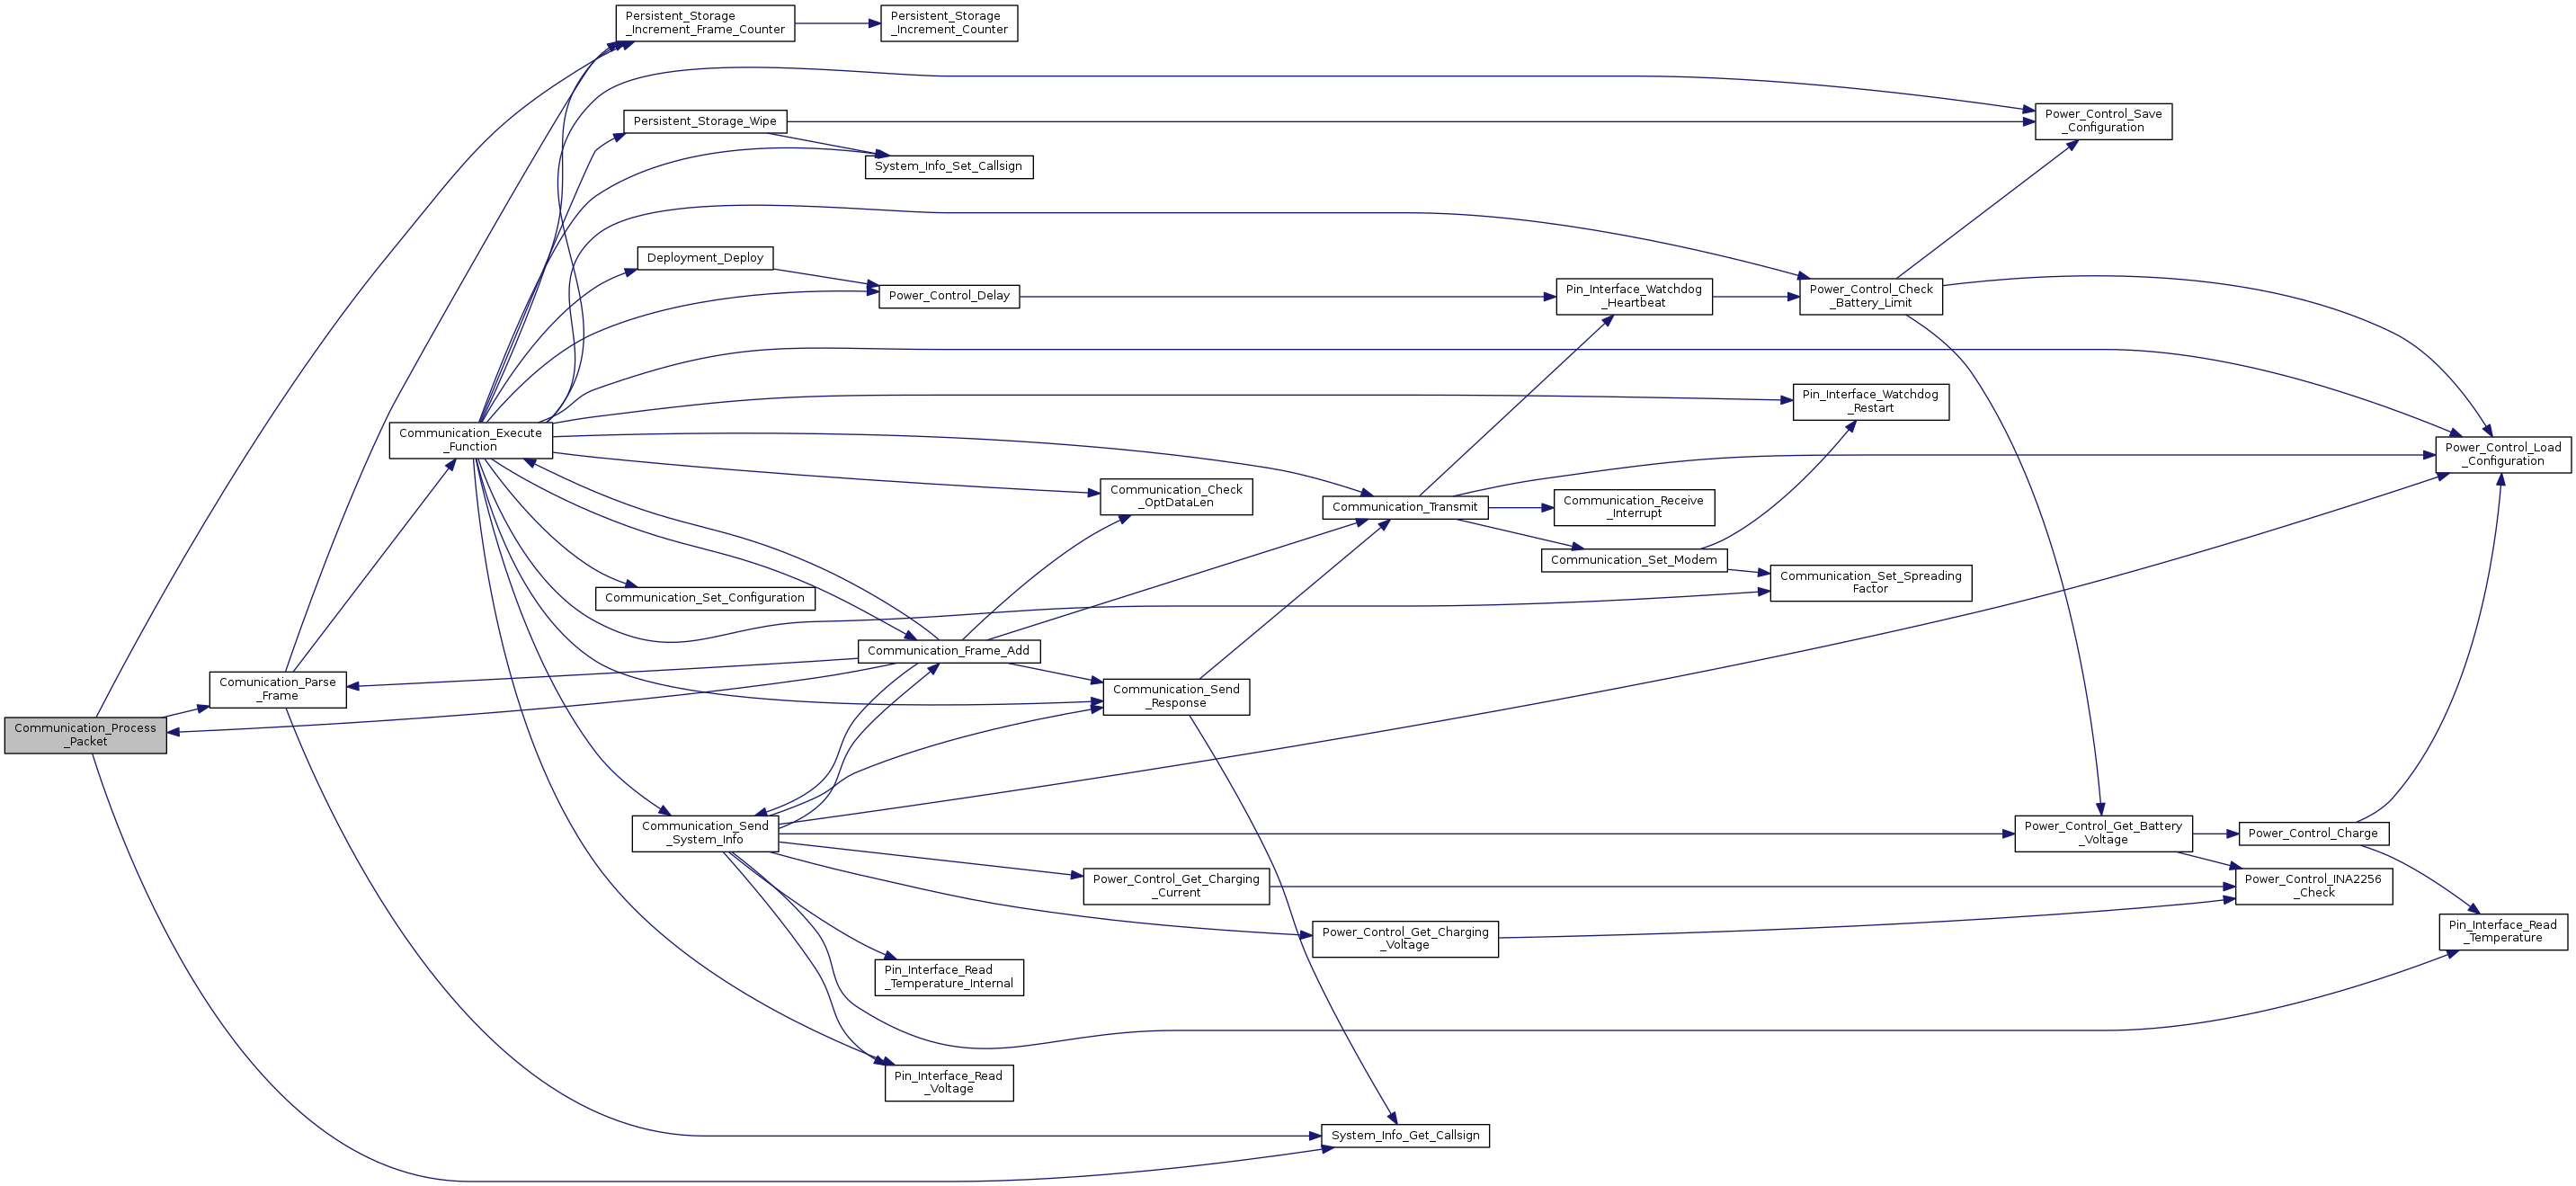 Persistent_Storage
_Increment_Frame_Counter
Persistent_Storage
_Increment_Counter
Persistent_Storage_Wipe
Power_Control_Save
_Configuration
System_Info_Set_Callsign
Deployment_Deploy
Power_Control_Delay
Pin_Interface_Watchdog
_Heartbeat
Power_Control_Check
_Battery_Limit
Pin_Interface_Watchdog
_Restart
Communication_Execute
_Function
Power_Control_Load
_Configuration
Communication_Check
_OptDataLen
Communication_Transmit
Communication_Receive
_Interrupt
Communication_Set_Modem
Communication_Set_Spreading
Factor
Communication_Set_Configuration
Communication_Frame_Add
Comunication_Parse
_Frame
Communication_Send
_Response
Communication_Process
_Packet
Communication_Send
_System_Info
Power_Control_Get_Battery
_Voltage
Power_Control_Charge
Power_Control_Get_Charging
_Current
Power_Control_INA2256
_Check
Power_Control_Get_Charging
_Voltage
Pin_Interface_Read
_Temperature
Pin_Interface_Read
_Temperature_Internal
Pin_Interface_Read
_Voltage
System_Info_Get_Callsign